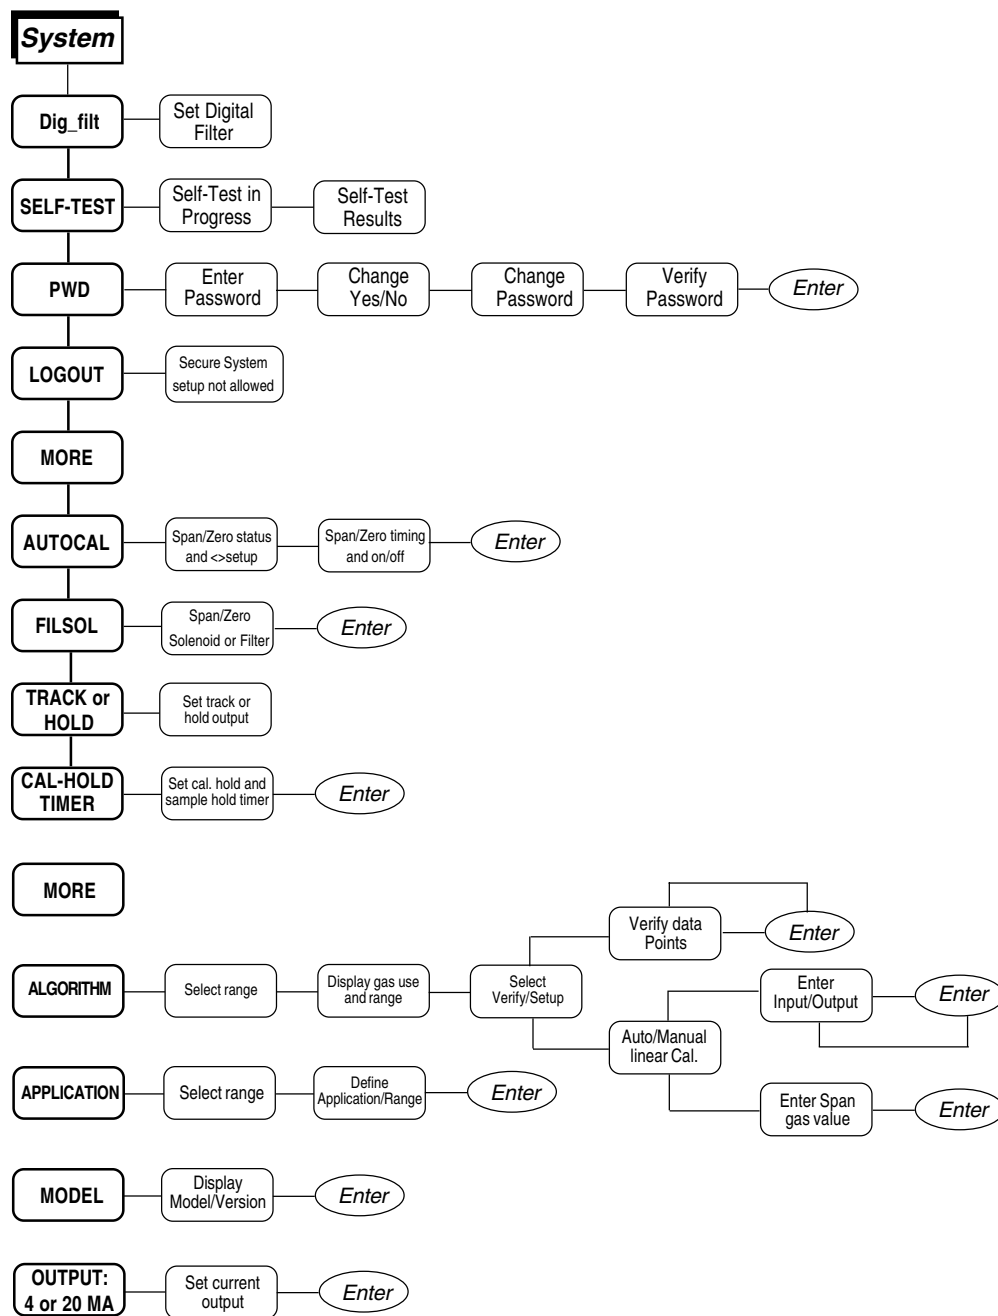 System
Dig_filt
Set Digital
Filter
SELF-TEST
Self-Test in
Progress
Self-Test
Results
PWD
Enter
Password
Change
Yes/No
Change
Password
Verify
Password
Enter
LOGOUT
Secure System
setup not allowed
MORE
AUTOCAL
Span/Zero status
and <>setup
Span/Zero timing
and on/off
Enter
FILSOL
Span/Zero
Solenoid or Filter
Enter
TRACK or
HOLD
Set track or
hold output
CAL-HOLD
TIMER
Set cal. hold and
sample hold timer
Enter
MORE
Verify data
Points
Enter
ALGORITHM
Select range
Display gas use
and range
Select
Verify/Setup
Enter
Input/Output
Enter
Auto/Manual
linear Cal.
APPLICATION
Select range
Define
Application/Range
Enter
Enter Span
gas value
Enter
MODEL
Display
Model/Version
Enter
OUTPUT:
4 or 20 MA
Set current
output
Enter